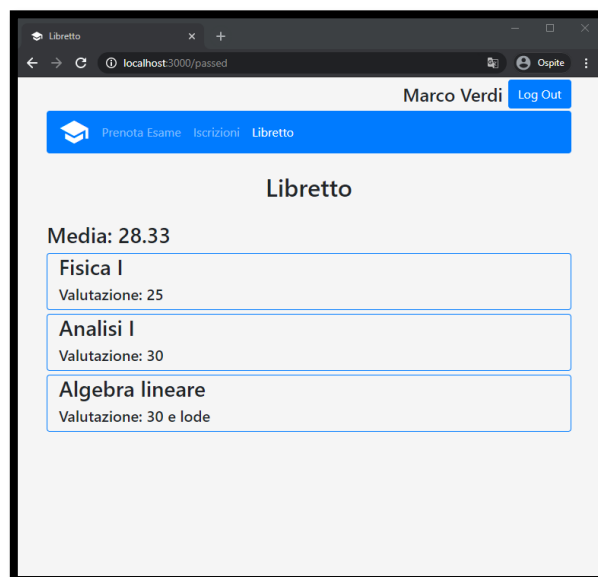 Libretto
localhost:3000/passed
Ospite
Marco Verdi Log Out
Prenota Esame Iscrizioni Libretto
Libretto
Media: 28.33
Fisica I
Valutazione: 25
Analisi I
Valutazione: 30
Algebra lineare
Valutazione: 30 e lode